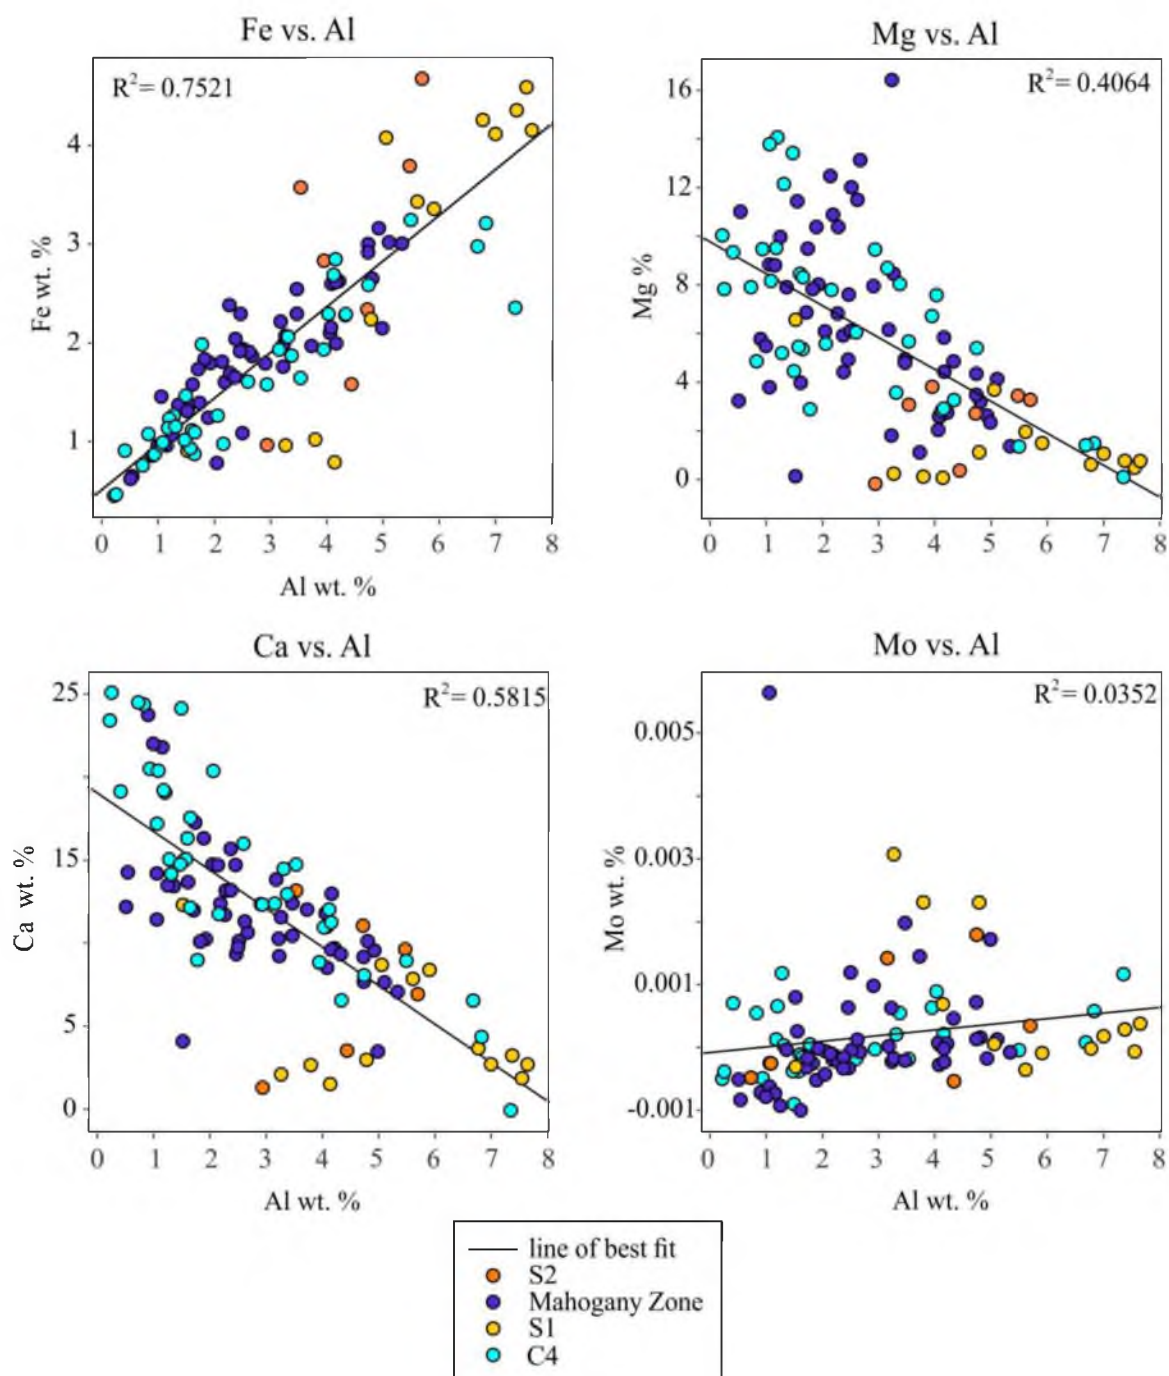 Fe vs. Al
R²= 0.7521
Fe wt. %
4
3
2
1
0 1 2 3 4 5 6 7 8
Al wt. %
Mg vs. Al
R²= 0.4064
Mg %
16
12
8
4
0
0 1 2 3 4 5 6 7 8
Ca vs. Al
R²= 0.5815
Ca wt. %
25
15
5
0
0 1 2 3 4 5 6 7 8
Al wt. %
Mo vs. Al
R²= 0.0352
Mo wt. %
0.005
0.003
0.001
-0.001
0 1 2 3 4 5 6 7 8
Al wt. %
line of best fit
S2
Mahogany Zone
S1
C4